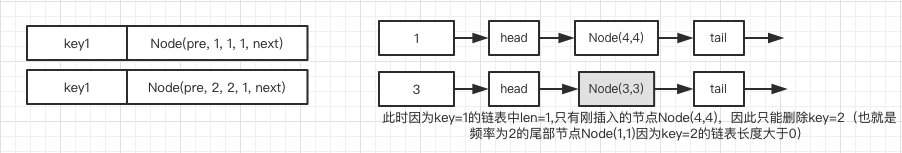 key1 Node(pre, 1, 1, 1, next)
key1 Node(pre, 2, 2, 1, next)
1 head Node(4,4) tail
3 head Node(3,3) tail
此时因为key=1的链表中len=1,只有刚插入的节点Node(4,4)，因此只能删除key=2（也就是
频率为2的尾部节点Node(1,1)因为key=2的链表长度大于0）